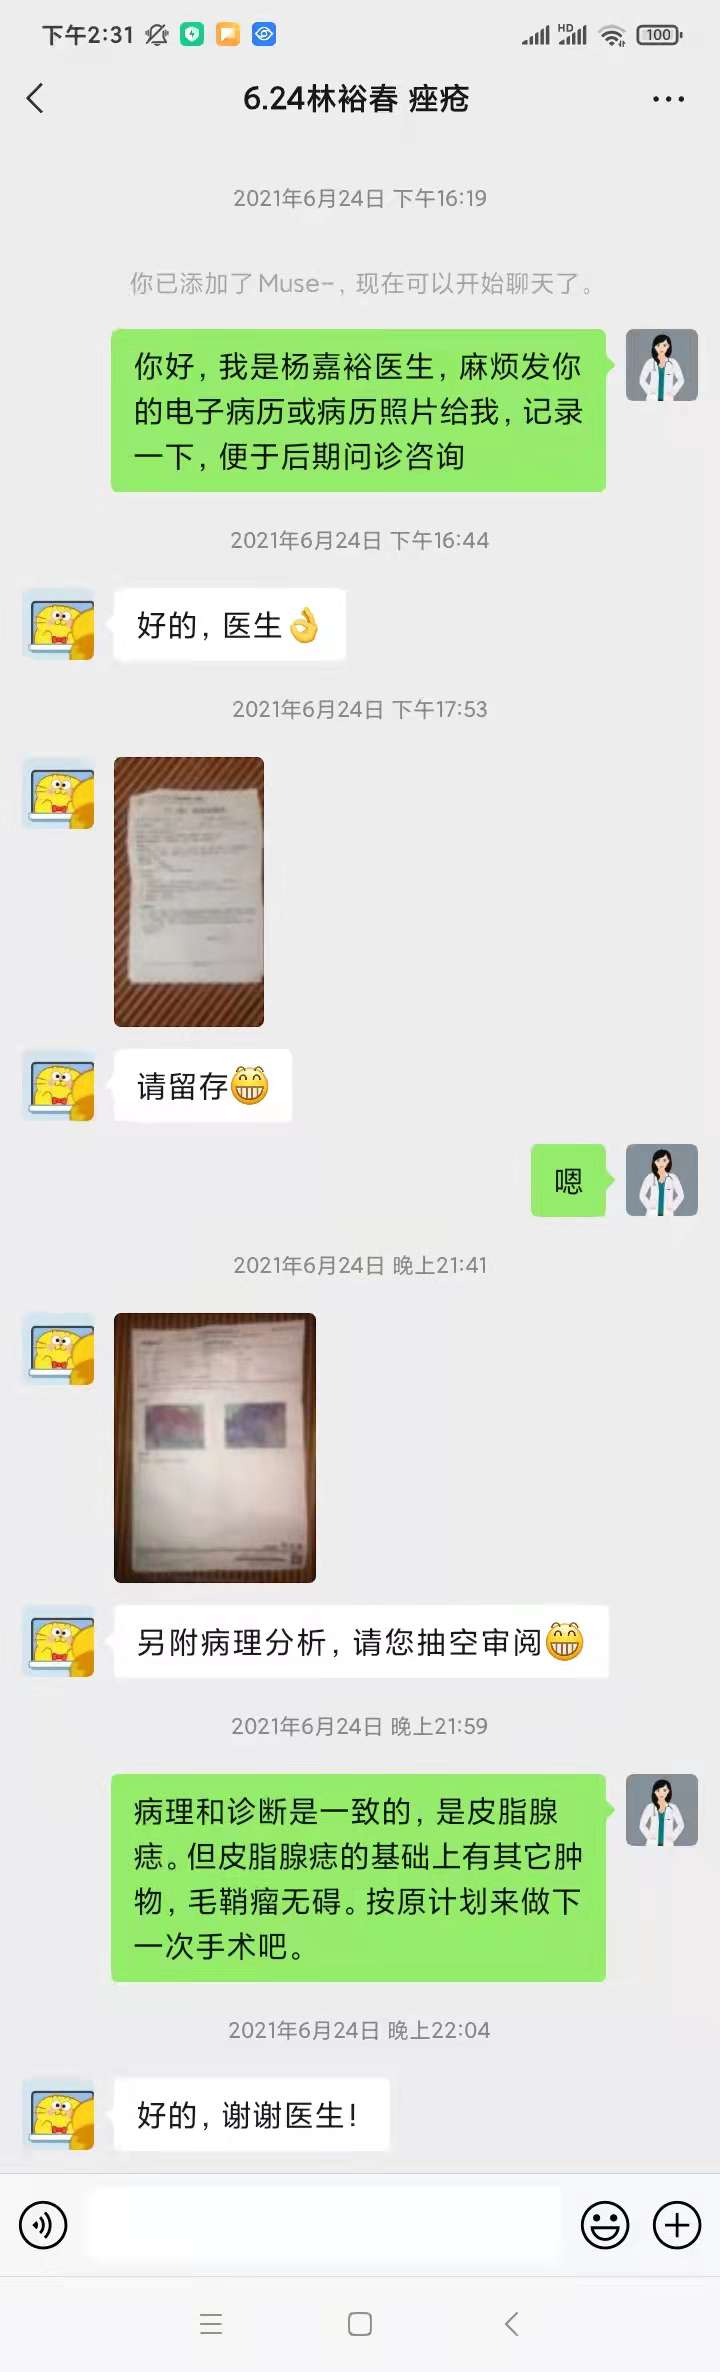 下午2:31
HD
100
6.24林裕春 痤疮
2021年6月24日 下午16:19
你已添加了Muse~, 现在可以开始聊天了。
你好, 我是杨嘉裕医生, 麻烦发你
的电子病历或病历照片给我, 记录
一下, 便于后期问诊咨询
2021年6月24日 下午16:44
好的, 医生👌
2021年6月24日 下午17:53
请留存😁
嗯
2021年6月24日 晚上21:41
另附病理分析, 请您抽空审阅😁
2021年6月24日 晚上21:59
病理和诊断是一致的, 是皮脂腺
痣。但皮脂腺痣的基础上有其它肿
物, 毛鞘瘤无碍。按原计划来做下
一次手术吧。
2021年6月24日 晚上22:04
好的, 谢谢医生!